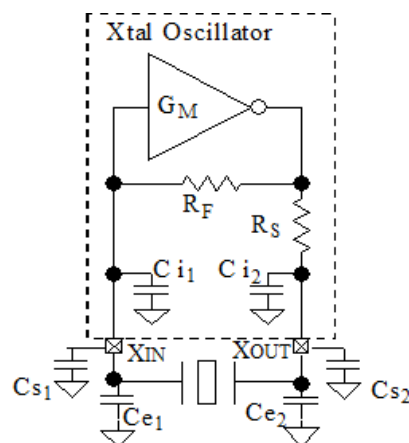 Xtal Oscillator
GM
RF
RS
Ci1
Ci2
XIN
XOUT
Cs1
Cs2
Ce1
Ce2